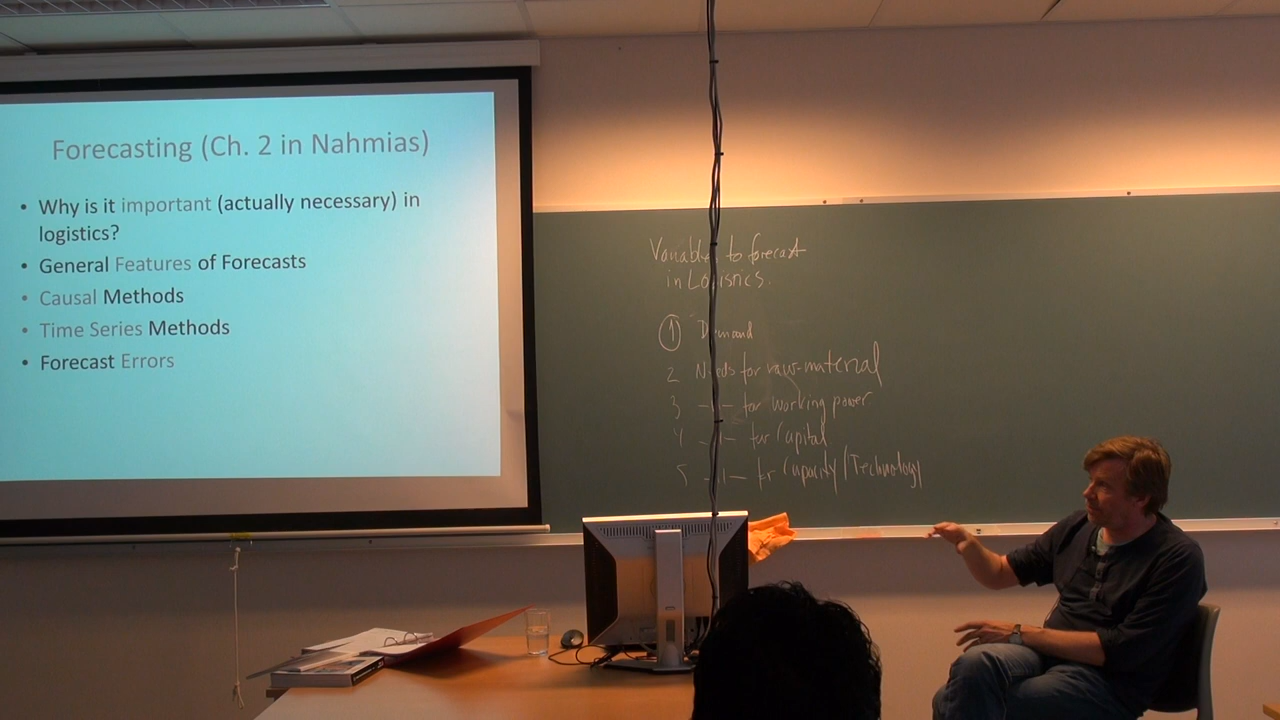 Forecasting (Ch. 2 in Nahmias)
• Why is it important (actually necessary) in
logistics?
• General Features of Forecasts
• Causal Methods
• Time Series Methods
• Forecast Errors
to forecast
in
1 Demand
2 Needs for raw-material
3 -||- for working power
4 -||- for Capital
5 -||- for Capacity/Technology